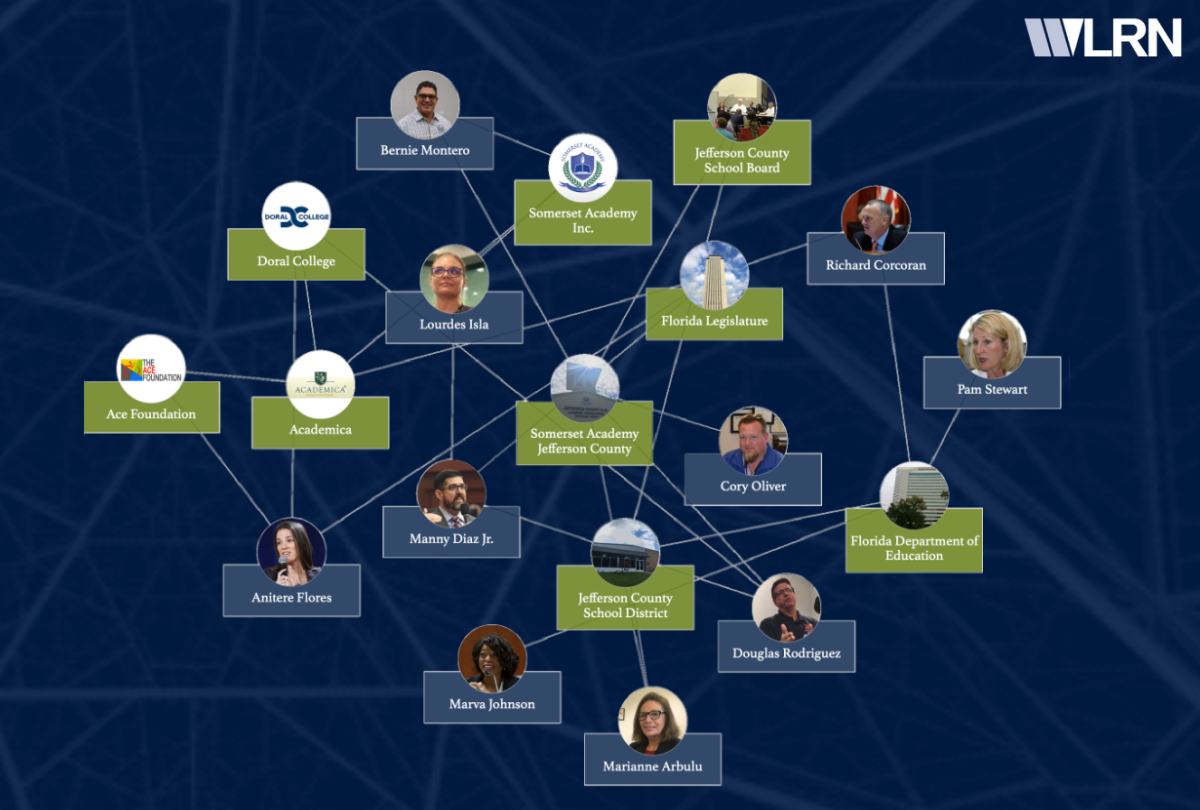 WLRN
Bernie Montero
Jefferson County
School Board
SOMERSET ACADEMY
Somerset Academy
Inc.
DORAL COLLEGE
Doral College
Richard Corcoran
Lourdes Isla
Florida Legislature
THE
ACE
FOUNDATION
Ace Foundation
ACADEMICA
Academica
Pam Stewart
Somerset Academy
Jefferson County
Cory Oliver
Manny Diaz Jr.
Florida Department of
Education
Anitere Flores
Jefferson County
School District
Douglas Rodriguez
Marva Johnson
Marianne Arbulu